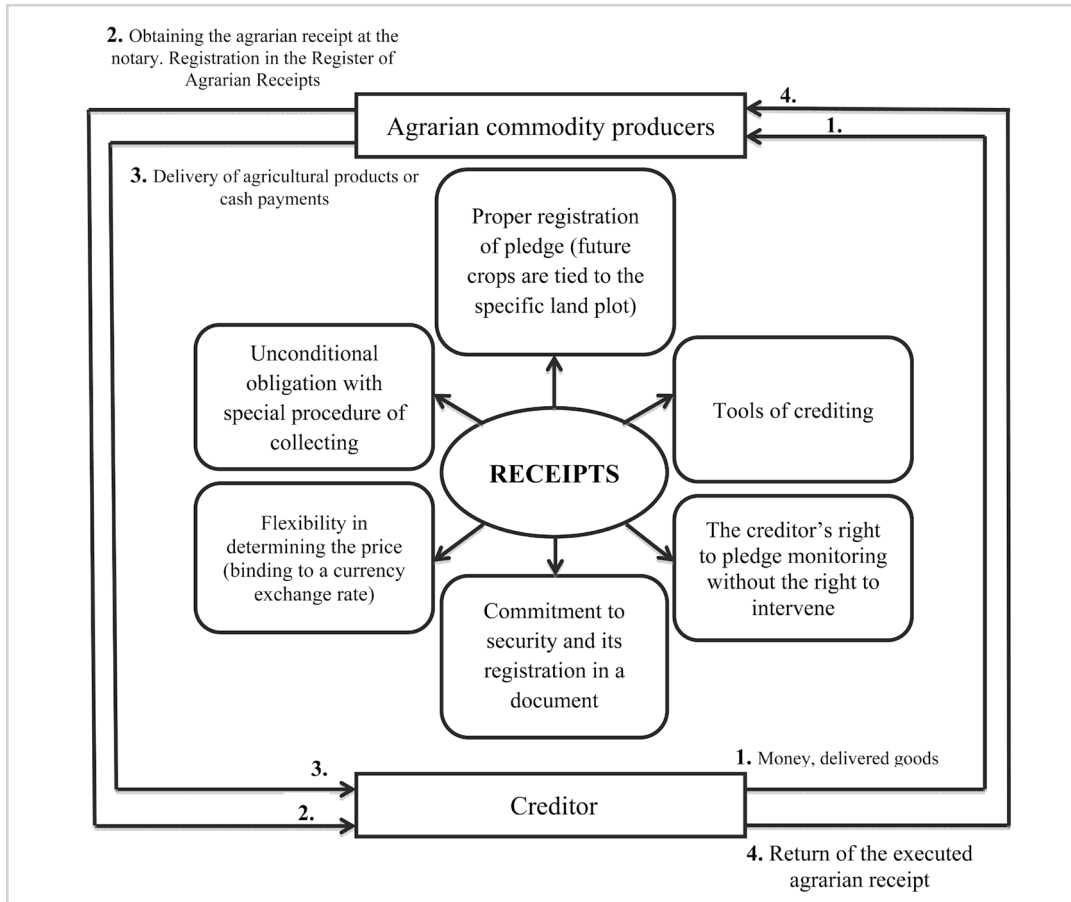 2. Obtaining the agrarian receipt at the
notary. Registration in the Register of
Agrarian Receipts
4.
Agrarian commodity producers
1.
3. Delivery of agricultural products or
cash payments
Proper registration
of pledge (future
crops are tied to the
specific land plot)
Unconditional
obligation with
special procedure of
collecting
Tools of crediting
RECEIPTS
Flexibility in
determining the price
(binding to a currency
exchange rate)
The creditor’s right
to pledge monitoring
without the right to
intervene
Commitment to
security and its
registration in a
document
1. Money, delivered goods
3.
Creditor
2.
4. Return of the executed
agrarian receipt